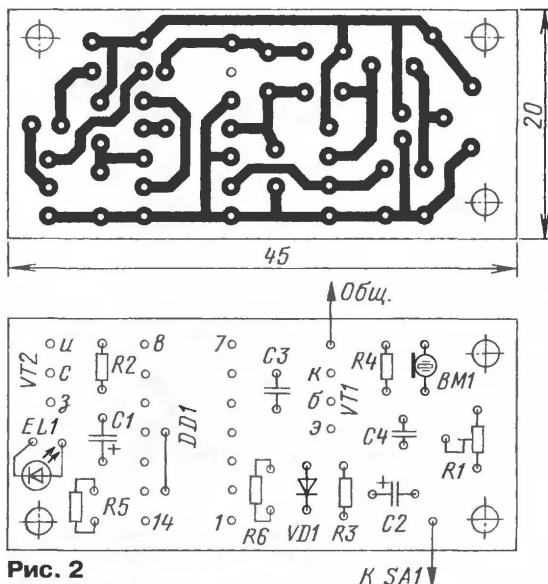 20
45
Общ.
VT2
и
с
з
R2
8
7
C3
к
б
э
VT1
R4
BM1
EL1
C1
+
DD1
C4
R1
R5
14
1
R6
VD1
R3
+
C2
К SA1
Рис. 2